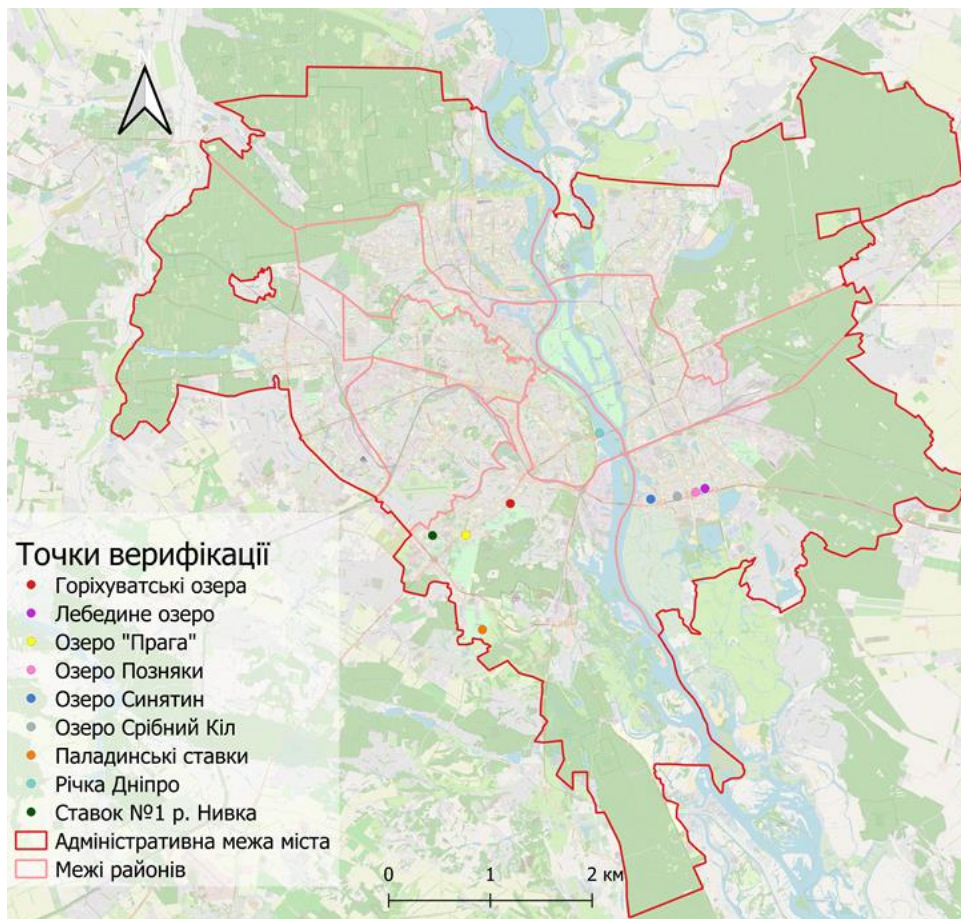 Точки верифікації
Горіхуватські озера
Лебедине озеро
Озеро "Прага"
Озеро Позняки
Озеро Синятин
Озеро Срібний Кіл
Паладинські ставки
Річка Дніпро
Ставок №1 р. Нивка
Адміністративна межа міста
Межі районів
0 1 2 км